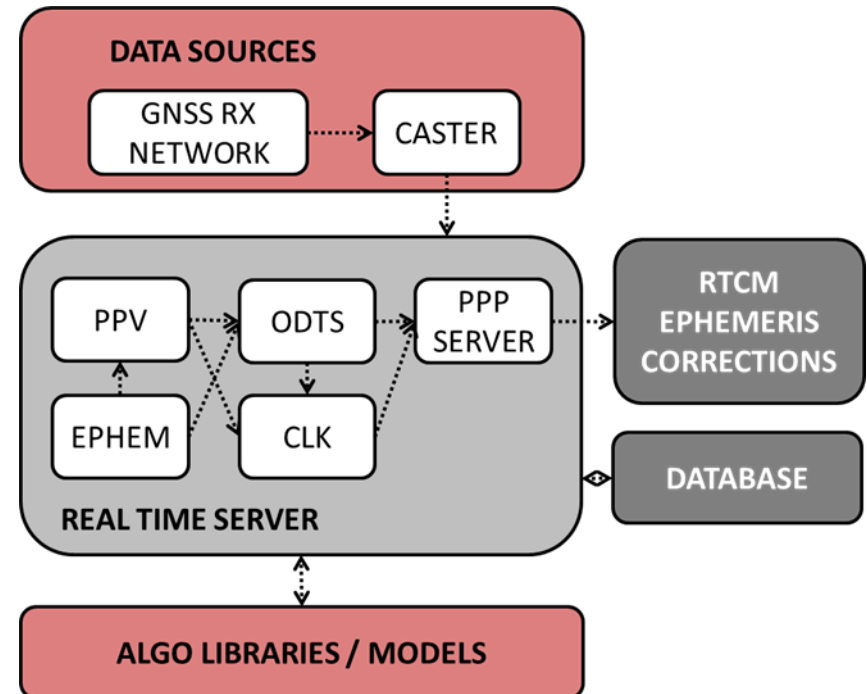 DATA SOURCES
GNSS RX
NETWORK
CASTER
PPV
ODTS
PPP
SERVER
EPHEM
CLK
REAL TIME SERVER
RTCM
EPHEMERIS
CORRECTIONS
DATABASE
ALGO LIBRARIES / MODELS